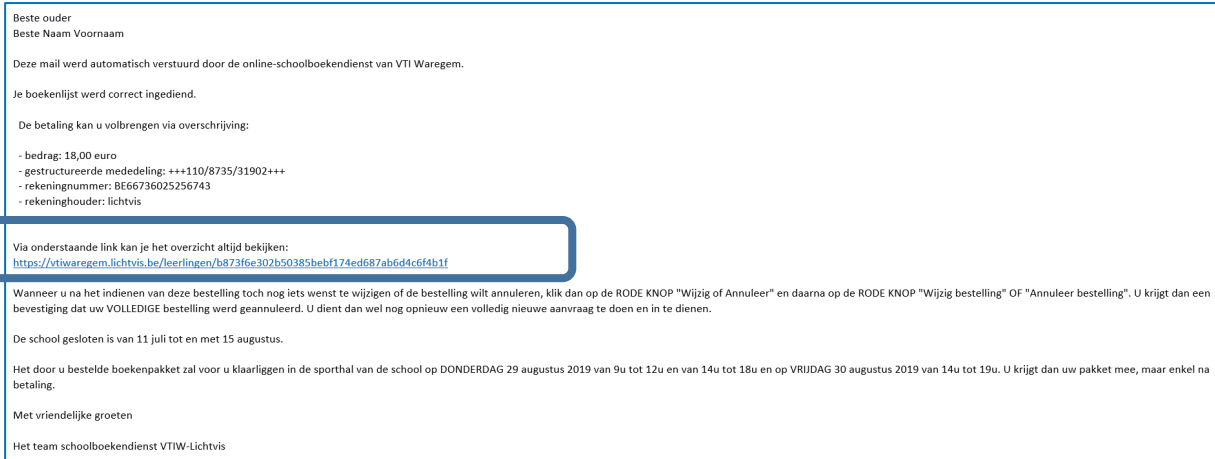 Beste ouder
Beste Naam Voornaam
Deze mail werd automatisch verstuurd door de online-schoolboekendienst van VTI Waregem.
Je boekenlijst werd correct ingediend.
De betaling kan u volbrengen via overschrijving:
- bedrag: 18,00 euro
- gestructureerde mededeling: +++110/8735/31902+++
- rekeningnummer: BE66736025256743
- rekeninghouder: lichtvis
Via onderstaande link kan je het overzicht altijd bekijken:
https://vtiwaregem.lichtvis.be/leerlingen/b873f6e302b50385bebf174ed687ab6d4c6f4b1f
Wanneer u na het indienen van deze bestelling toch nog iets wenst te wijzigen of de bestelling wilt annuleren, klik dan op de RODE KNOP "Wijzig of Annuleer" en daarna op de RODE KNOP "Wijzig bestelling" OF "Annuleer bestelling". U krijgt dan een
bevestiging dat uw VOLLEDIGE bestelling werd geannuleerd. U dient dan wel nog opnieuw een volledig nieuwe aanvraag te doen en in te dienen.
De school gesloten is van 11 juli tot en met 15 augustus.
Het door u bestelde boekenpakket zal voor u klaarliggen in de sporthal van de school op DONDERDAG 29 augustus 2019 van 9u tot 12u en van 14u tot 18u en op VRIJDAG 30 augustus 2019 van 14u tot 19u. U krijgt dan uw pakket mee, maar enkel na
betaling.
Met vriendelijke groeten
Het team schoolboekendienst VTIW-Lichtvis